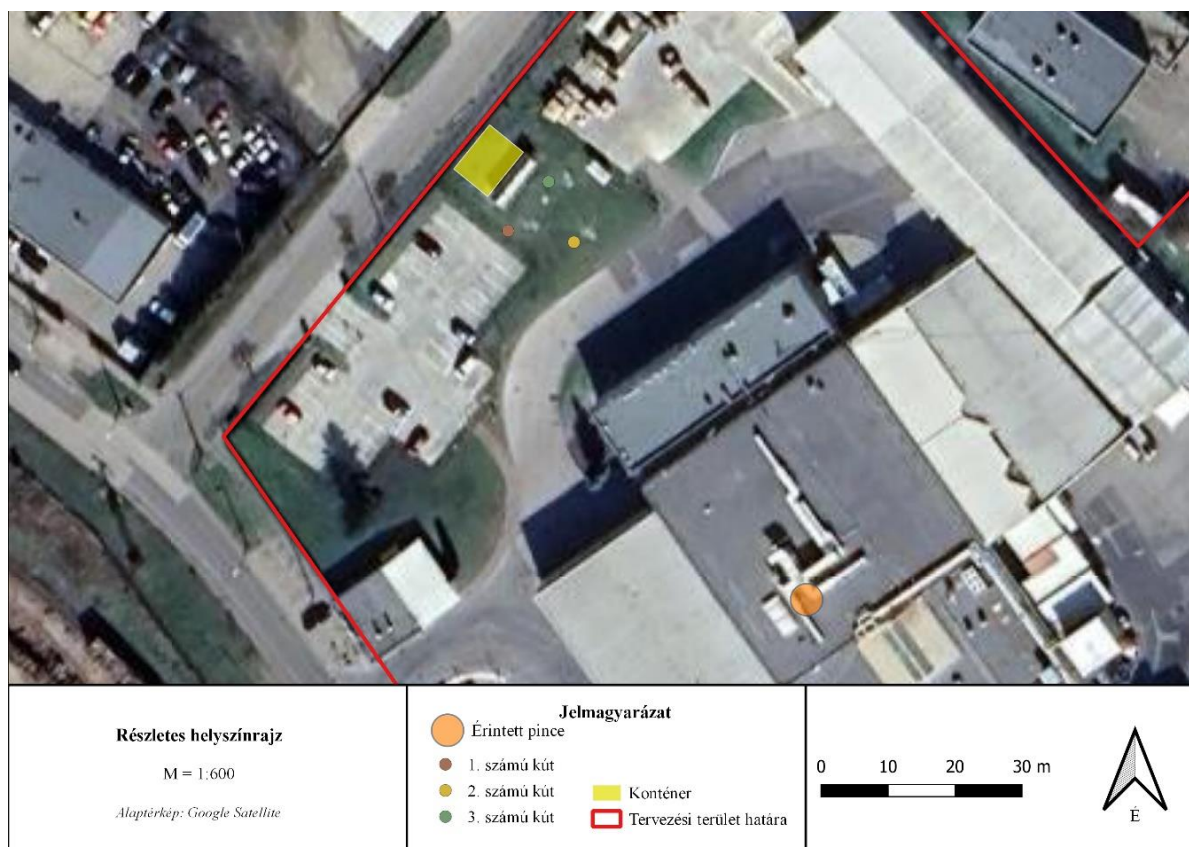 Részletes helyszínrajz
M = 1:600
Alaptérkép: Google Satellite
Jelmagyarázat
Érintett pince
1. számú kút
2. számú kút
3. számú kút
Konténer
Tervezési terület határa
0 10 20 30 m
É